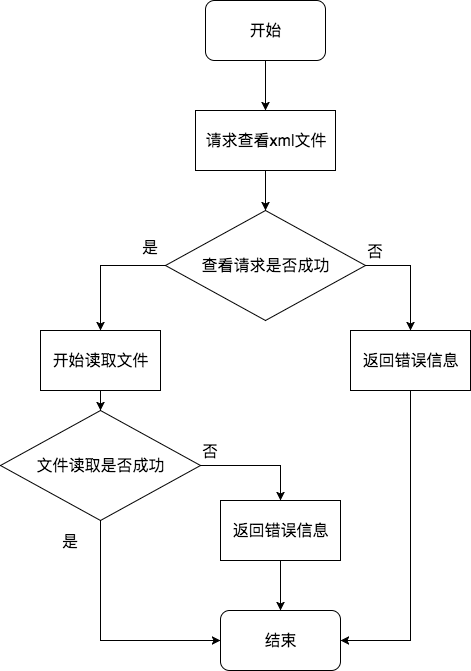 开始
请求查看xml文件
查看请求是否成功
是
否
开始读取文件
返回错误信息
文件读取是否成功
否
是
返回错误信息
结束